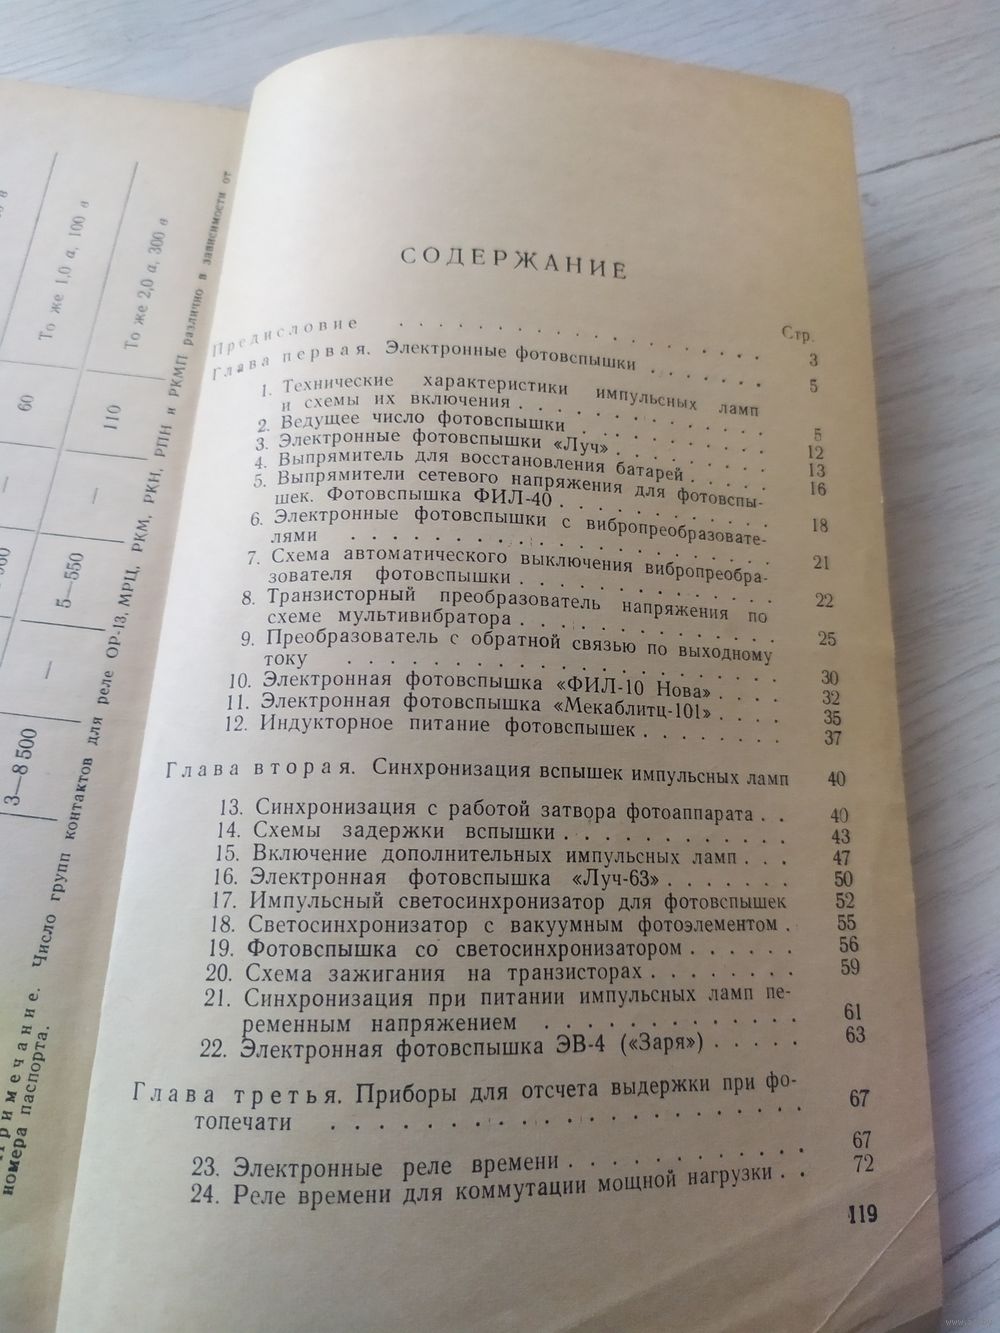 в
То же 1,0 а, 100 в
То же 2,0 а, 300 в
60
110
—
—
5—550
—
3—8 500
Примечание. Число групп контактов для реле ОР-13, МРЦ, РКМ, РКН, РПН и РКМП различно в зависимости от
номера паспорта.
СОДЕРЖАНИЕ
Стр.
Предисловие . . . . . . . . . . . . . . . . 3
Глава первая. Электронные фотовспышки . . . . . 5
1. Технические характеристики импульсных ламп
и схемы их включения . . . . . . . . . . . 5
2. Ведущее число фотовспышки . . . . . . . . 12
3. Электронные фотовспышки «Луч» . . . . . . . 13
4. Выпрямитель для восстановления батарей . . . . . 16
5. Выпрямители сетевого напряжения для фотовспы-
шек. Фотовспышка ФИЛ-40 . . . . . . . . . 18
6. Электронные фотовспышки с вибропреобразовате-
лями . . . . . . . . . . . . . . . . . 21
7. Схема автоматического выключения вибропреобра-
зователя фотовспышки . . . . . . . . . . . 22
8. Транзисторный преобразователь напряжения по
схеме мультивибратора . . . . . . . . . . . 25
9. Преобразователь с обратной связью по выходному
току . . . . . . . . . . . . . . . . . 30
10. Электронная фотовспышка «ФИЛ-10 Нова» . . . . 32
11. Электронная фотовспышка «Мекаблитц-101» . . . . 35
12. Индукторное питание фотовспышек . . . . . . . 37
Глава вторая. Синхронизация вспышек импульсных ламп 40
13. Синхронизация с работой затвора фотоаппарата . . 40
14. Схемы задержки вспышки . . . . . . . . . . 43
15. Включение дополнительных импульсных ламп . . . 47
16. Электронная фотовспышка «Луч-63» . . . . . . . 50
17. Импульсный светосинхронизатор для фотовспышек 52
18. Светосинхронизатор с вакуумным фотоэлементом . 55
19. Фотовспышка со светосинхронизатором . . . . . . 56
20. Схема зажигания на транзисторах . . . . . . . . 59
21. Синхронизация при питании импульсных ламп пе-
ременным напряжением . . . . . . . . . . . 61
22. Электронная фотовспышка ЭВ-4 («Заря») . . . . . 63
Глава третья. Приборы для отсчета выдержки при фо-
топечати . . . . . . . . . . . . . . . . . 67
23. Электронные реле времени . . . . . . . . . . 67
24. Реле времени для коммутации мощной нагрузки . . 72
119